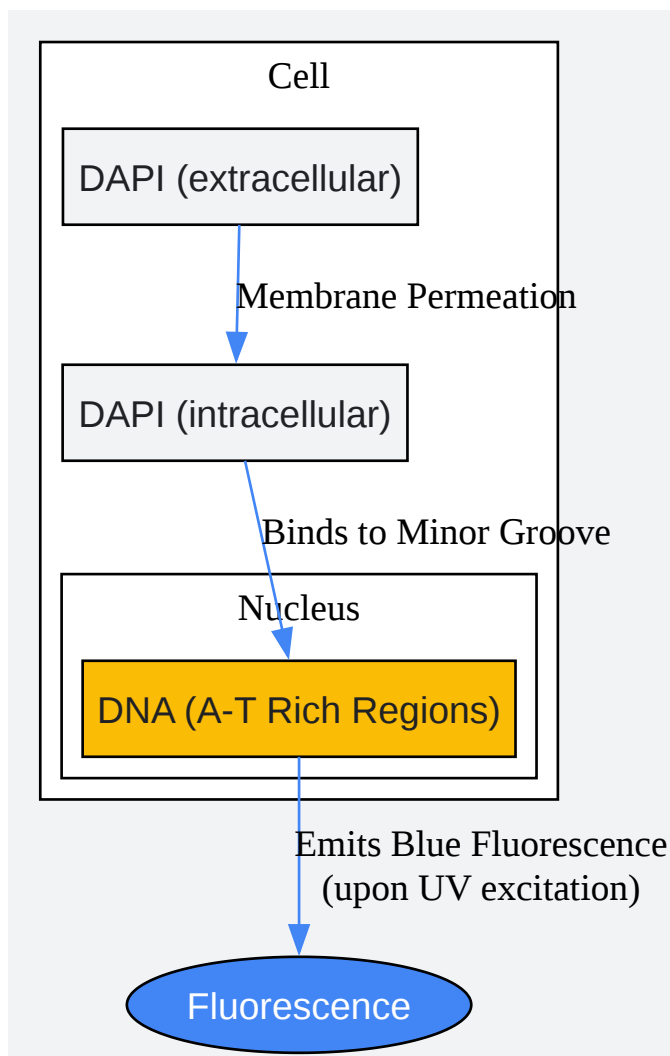 Cell
DAPI (extracellular)
Membrane Permeation
DAPI (intracellular)
Binds to Minor Groove
Nucleus
DNA (A-T Rich Regions)
Emits Blue Fluorescence
(upon UV excitation)
Fluorescence